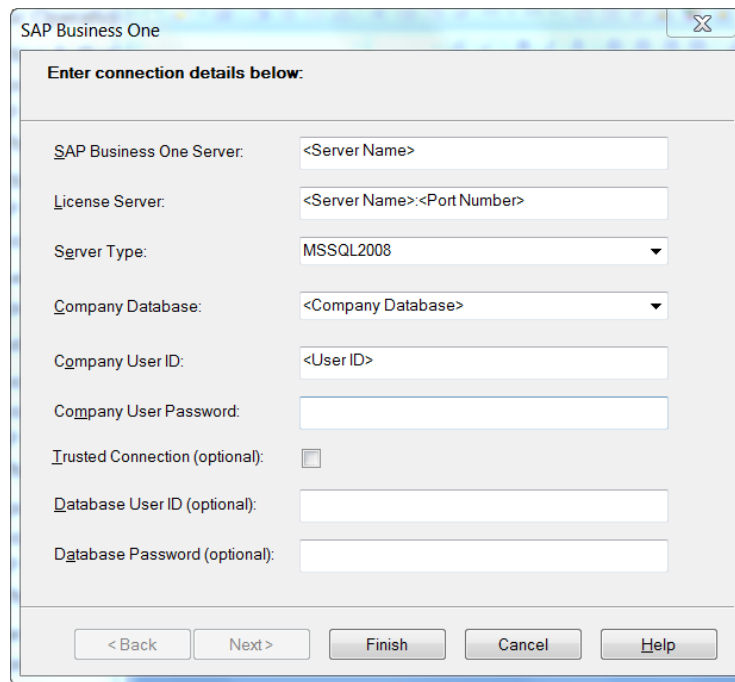 SAP Business One
Enter connection details below:
SAP Business One Server: <Server Name>
License Server: <Server Name>:<Port Number>
Server Type: MSSQL2008
Company Database: <Company Database>
Company User ID: <User ID>
Company User Password:
Trusted Connection (optional):
Database User ID (optional):
Database Password (optional):
< Back Next > Finish Cancel Help